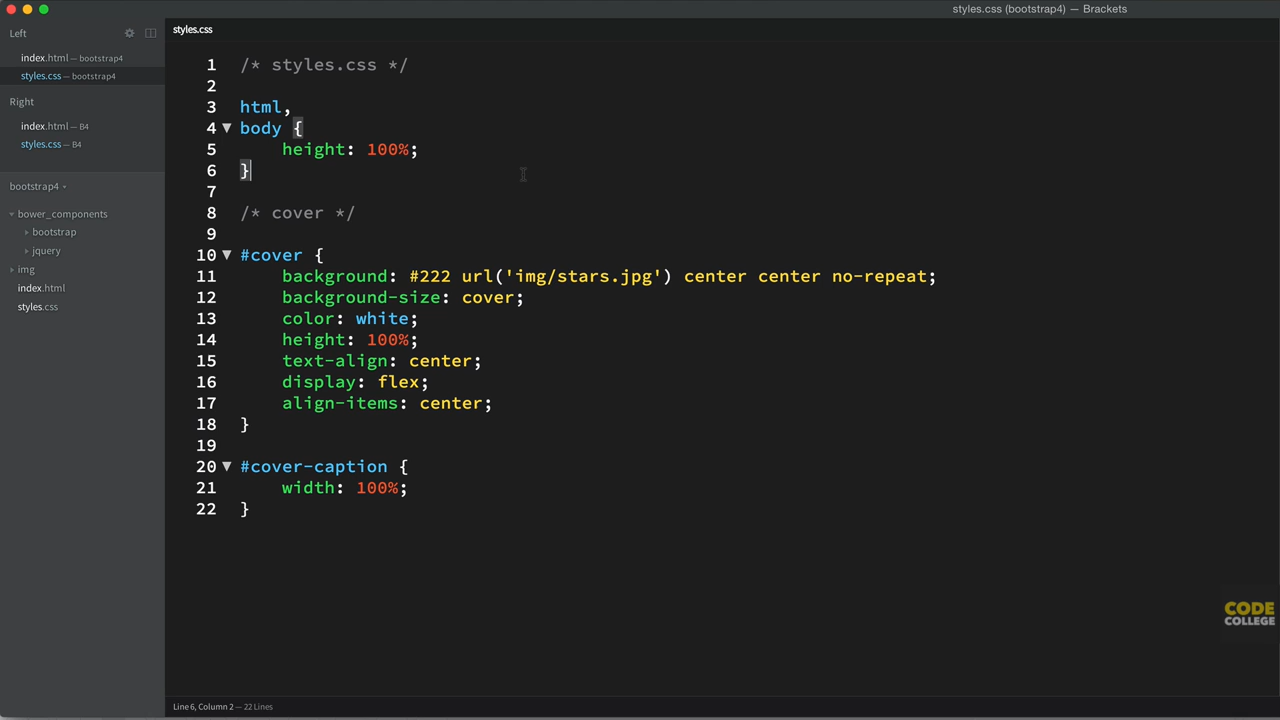 styles.css (bootstrap4) — Brackets
Left
index.html — bootstrap4
styles.css — bootstrap4
Right
index.html — B4
styles.css — B4
bootstrap4
bower_components
bootstrap
jquery
img
index.html
styles.css
styles.css
1 /* styles.css */
2
3 html,
4 body {
5 height: 100%;
6 }
7
8 /* cover */
9
10 #cover {
11 background: #222 url('img/stars.jpg') center center no-repeat;
12 background-size: cover;
13 color: white;
14 height: 100%;
15 text-align: center;
16 display: flex;
17 align-items: center;
18 }
19
20 #cover-caption {
21 width: 100%;
22 }
CODE
COLLEGE
Line 6, Column 2 — 22 Lines